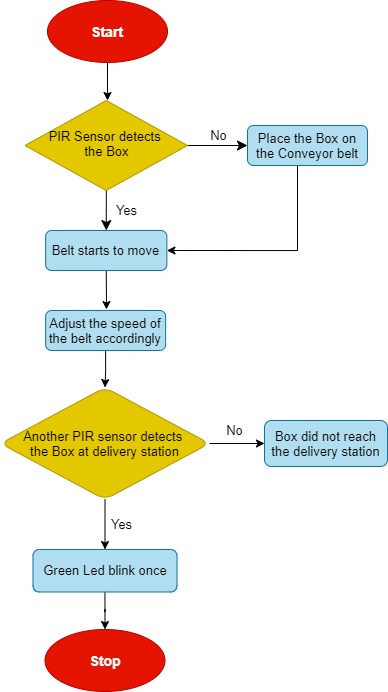 Start
PIR Sensor detects
the Box
No
Place the Box on
the Conveyor belt
Yes
Belt starts to move
Adjust the speed of
the belt accordingly
Another PIR sensor detects
the Box at delivery station
No
Box did not reach
the delivery station
Yes
Green Led blink once
Stop